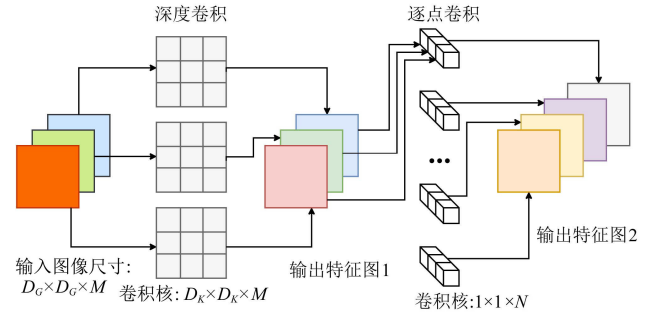 深度卷积
逐点卷积
输入图像尺寸:
D_G×D_G×M
卷积核: D_K×D_K×M
输出特征图1
输出特征图2
卷积核:1×1×N